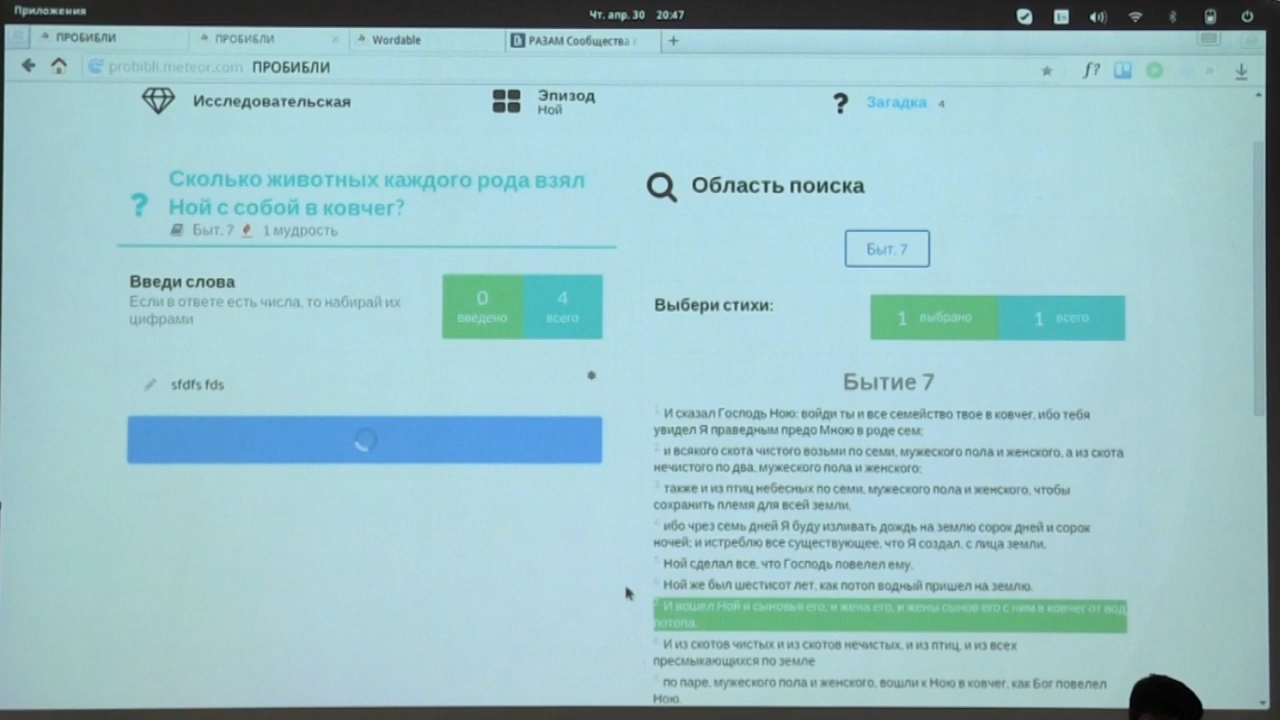 Приложения
Чт. апр. 30 20:47
En
ПРОБИБЛИ
ПРОБИБЛИ
Wordable
РАЗАМ Сообщества
probibli.meteor.com ПРОБИБЛИ
f?
Исследовательская
Эпизод
Ной
Загадка 4
Сколько животных каждого рода взял
Ной с собой в ковчег?
Быт. 7 1 мудрость
Введи слова
Если в ответе есть числа, то набирай их
цифрами
0
введено
4
всего
sfdfs fds
Область поиска
Быт. 7
Выбери стихи:
1 выбрано
1 всего
Бытие 7
И сказал Господь Ною: войди ты и все семейство твое в ковчег, ибо тебя
увидел Я праведным предо Мною в роде сем;
и всякого скота чистого возьми по семи, мужеского пола и женского, а из скота
нечистого по два, мужеского пола и женского;
также и из птиц небесных по семи, мужеского пола и женского, чтобы
сохранить племя для всей земли,
ибо чрез семь дней Я буду изливать дождь на землю сорок дней и сорок
ночей; и истреблю все существующее, что Я создал, с лица земли.
Ной сделал все, что Господь повелел ему.
Ной же был шестисот лет, как потоп водный пришел на землю.
7 И вошел Ной и сыновья его, и жена его, и жены сынов его с ним в ковчег от вод
потопа.
И из скотов чистых и из скотов нечистых, и из птиц, и из всех
пресмыкающихся по земле
по паре, мужеского пола и женского, вошли к Ною в ковчег, как Бог повелел
Ною.